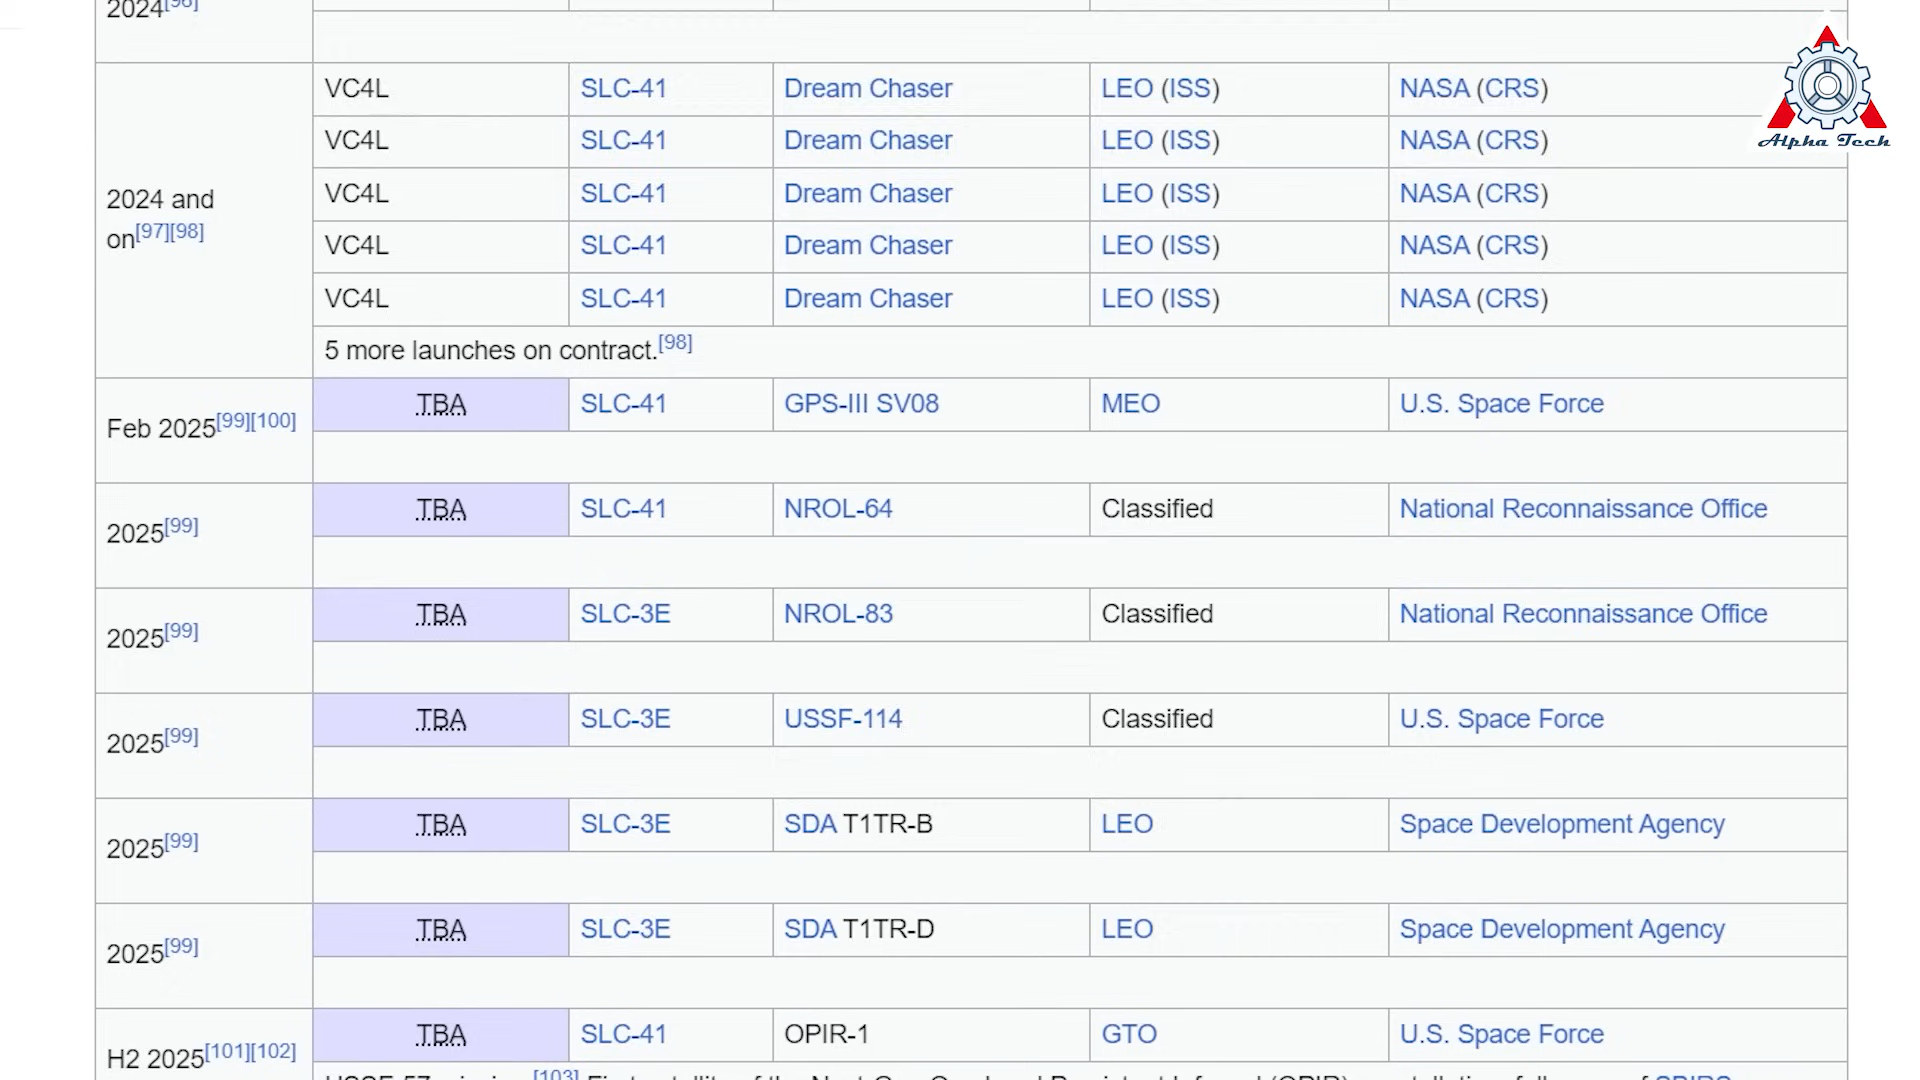 2024[96]
VC4L SLC-41 Dream Chaser LEO (ISS) NASA (CRS)
Alpha Tech
VC4L SLC-41 Dream Chaser LEO (ISS) NASA (CRS)
2024 and
on[97][98]
VC4L SLC-41 Dream Chaser LEO (ISS) NASA (CRS)
VC4L SLC-41 Dream Chaser LEO (ISS) NASA (CRS)
VC4L SLC-41 Dream Chaser LEO (ISS) NASA (CRS)
5 more launches on contract.[98]
Feb 2025[99][100] TBA SLC-41 GPS-III SV08 MEO U.S. Space Force
2025[99] TBA SLC-41 NROL-64 Classified National Reconnaissance Office
2025[99] TBA SLC-3E NROL-83 Classified National Reconnaissance Office
2025[99] TBA SLC-3E USSF-114 Classified U.S. Space Force
2025[99] TBA SLC-3E SDA T1TR-B LEO Space Development Agency
2025[99] TBA SLC-3E SDA T1TR-D LEO Space Development Agency
H2 2025[101][102] TBA SLC-41 OPIR-1 GTO U.S. Space Force
[103]